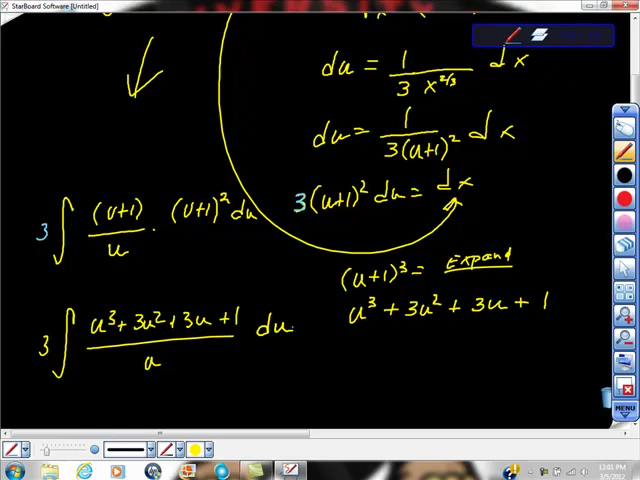 StarBoard Software [Untitled]
du = 1 / 3 x^(2/3) dx
du = 1 / 3(u+1)^2 dx
3(u+1)^2 du = dx
3 ∫ (u+1) / u · (u+1)^2 du
(u+1)^3 = Expand
u^3 + 3u^2 + 3u + 1
3 ∫ u^3 + 3u^2 + 3u + 1 / u du
MENU
12:01 PM
3/5/2012